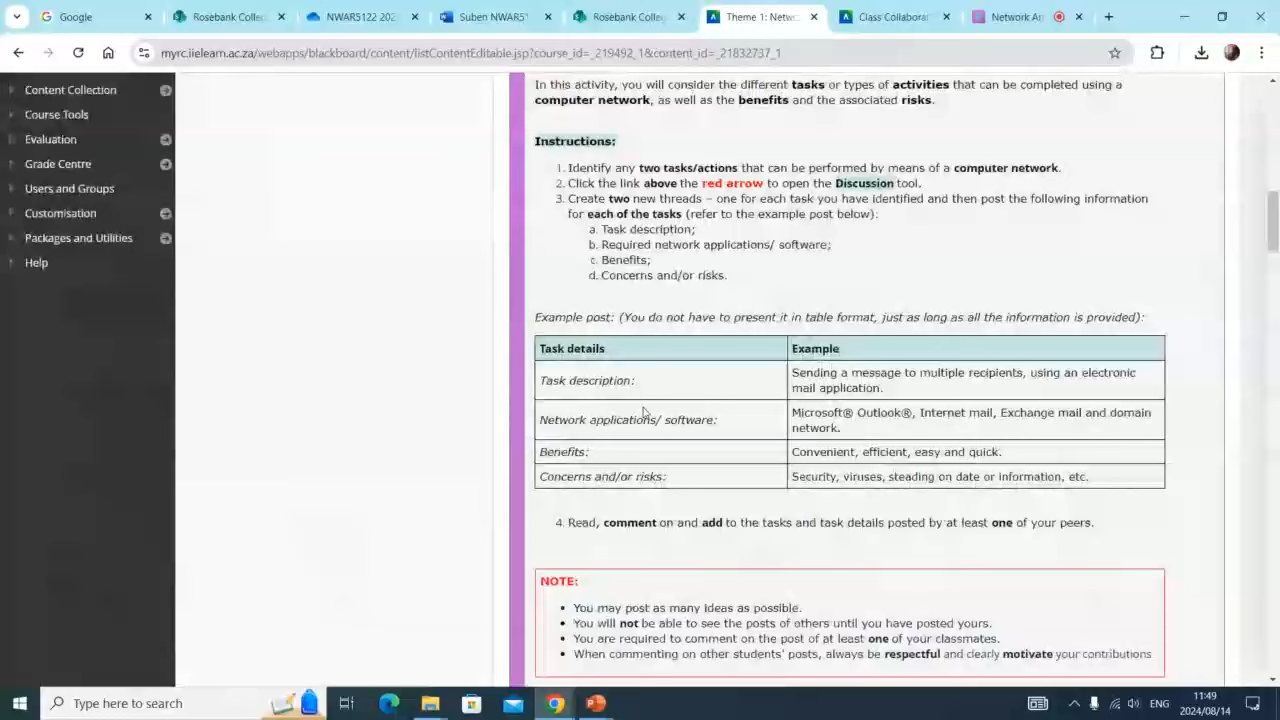 Google
Rosebank Colle
NWAR5122 202
Suben NWAR51
Rosebank Colleg
Theme 1: Netw
Class Collaborat
Network Ar
myrc.iielearn.ac.za/webapps/blackboard/content/listContentEditable.jsp?course_id=_219492_1&content_id=_21832737_1
Content Collection
Course Tools
Evaluation
Grade Centre
Users and Groups
Customisation
Packages and Utilities
Help
In this activity, you will consider the different tasks or types of activities that can be completed using a
computer network, as well as the benefits and the associated risks.
Instructions:
1. Identify any two tasks/actions that can be performed by means of a computer network.
2. Click the link above the red arrow to open the Discussion tool.
3. Create two new threads – one for each task you have identified and then post the following information
for each of the tasks (refer to the example post below):
a. Task description;
b. Required network applications/ software;
c. Benefits;
d. Concerns and/or risks.
Example post: (You do not have to present it in table format, just as long as all the information is provided):
Task details Example
Task description: Sending a message to multiple recipients, using an electronic
mail application.
Network applications/ software: Microsoft® Outlook®, Internet mail, Exchange mail and domain
network.
Benefits: Convenient, efficient, easy and quick.
Concerns and/or risks: Security, viruses, steading on date or information, etc.
4. Read, comment on and add to the tasks and task details posted by at least one of your peers.
NOTE:
• You may post as many ideas as possible.
• You will not be able to see the posts of others until you have posted yours.
• You are required to comment on the post of at least one of your classmates.
• When commenting on other students' posts, always be respectful and clearly motivate your contributions
Type here to search
ENG
11:49
2024/08/14